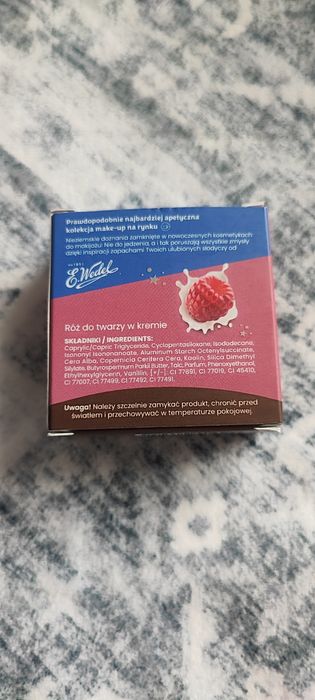 Prawdopodobnie najbardziej apetyczna
kolekcja make-up na rynku
Nieziemskie doznania zamknięte w nowoczesnych kosmetykach
do makijażu. Nie do jedzenia, a i tak poruszają wszystkie zmysły
dzięki inspiracji zapachami Twoich ulubionych słodyczy od
E. Wedel
Róż do twarzy w kremie
SKŁADNIKI / INGREDIENTS:
Caprylic/Capric Triglyceride, Cyclopentasiloxane, Isododecane,
Isononyl Isononanoate, Aluminum Starch Octenylsuccinate,
Cera Alba, Copernicia Cerifera Cera, Kaolin, Silica Dimethyl
Silylate, Butyrospermum Parkii Butter, Talc, Parfum, Phenoxyethanol,
Ethylhexylglycerin, Vanillin, [+/-], CI 77891, CI 77019, CI 45410,
CI 77007, CI 77499, CI 77492, CI 77491.
Uwaga! Należy szczelnie zamykać produkt, chronić przed
światłem i przechowywać w temperaturze pokojowej.